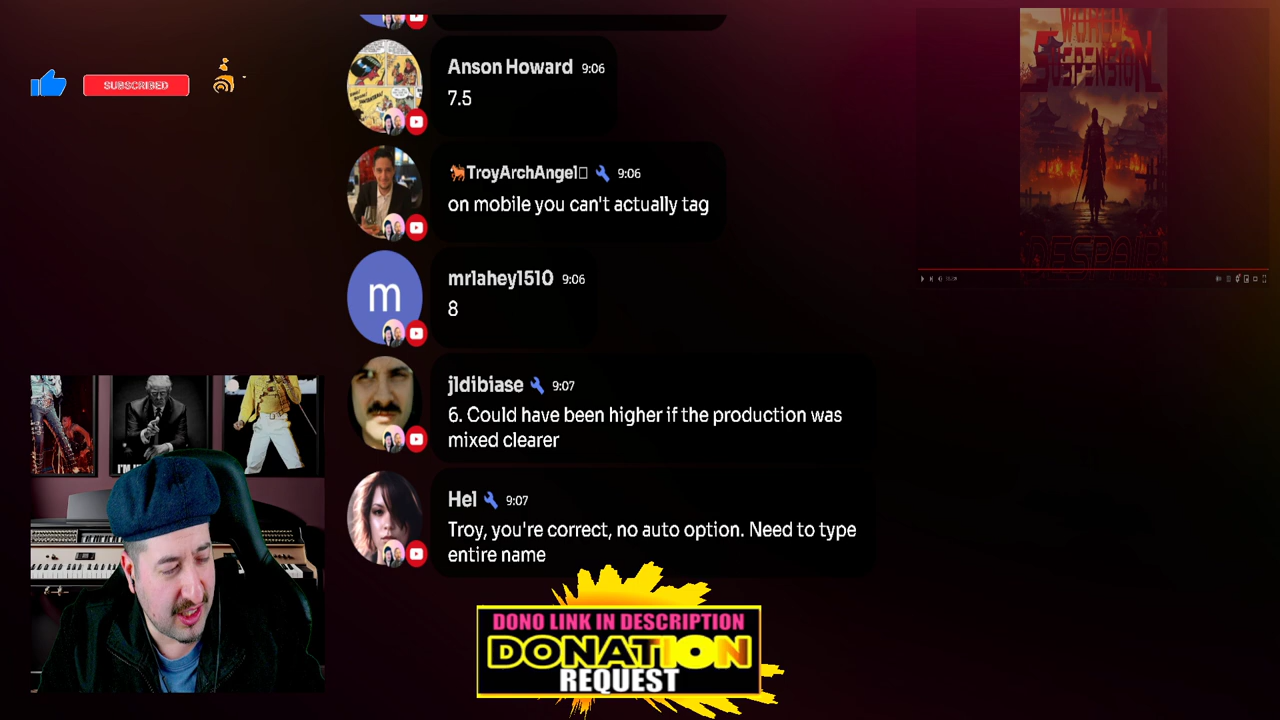 SUBSCRIBED
Anson Howard 9:06
7.5
TroyArchAngel 9:06
on mobile you can't actually tag
m
mrlahey1510 9:06
8
jldibiase 9:07
6. Could have been higher if the production was
mixed clearer
Hel 9:07
Troy, you're correct, no auto option. Need to type
entire name
SUSPENSION
DESPAIR
I'M
DONO LINK IN DESCRIPTION
DONATION
REQUEST